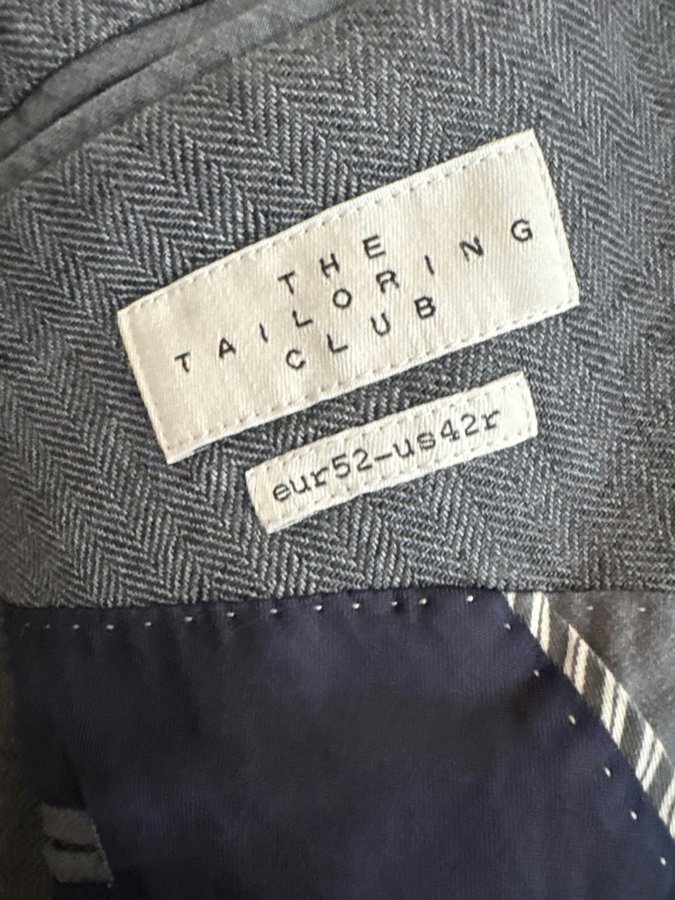 THE
TAILORING
CLUB
eur52-us42r